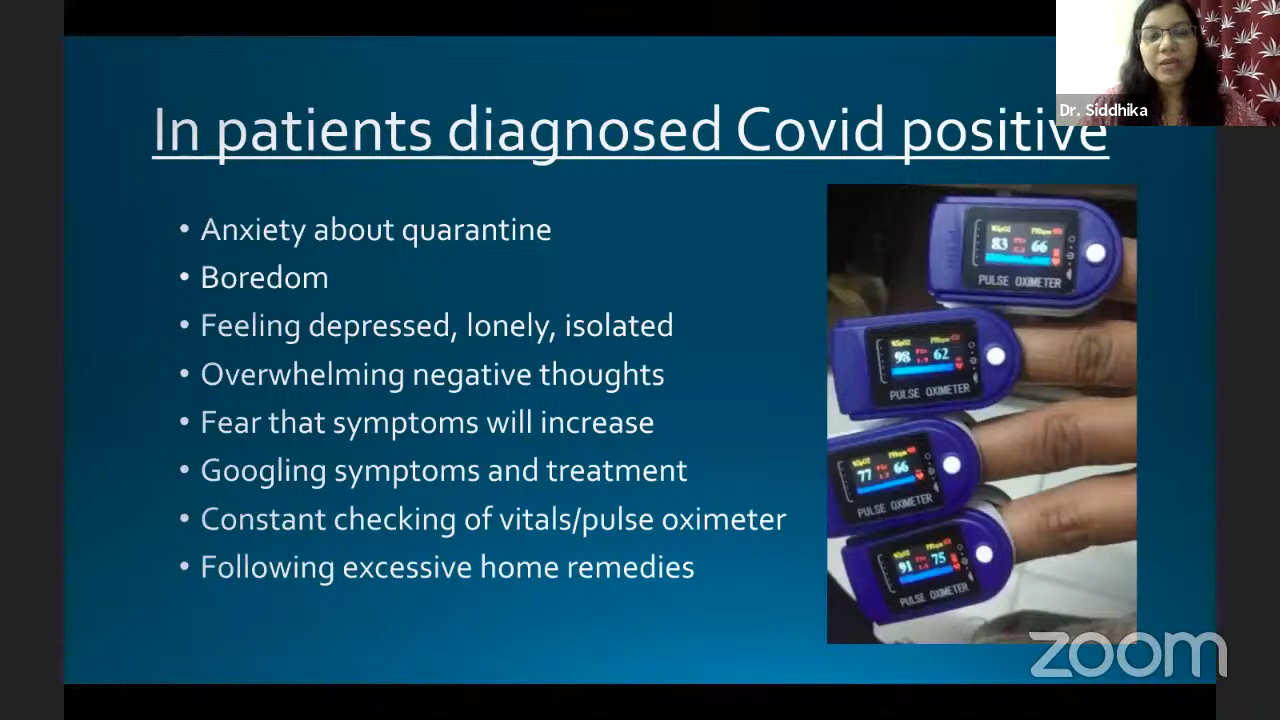 Dr. Siddhika
In patients diagnosed Covid positive
• Anxiety about quarantine
• Boredom
• Feeling depressed, lonely, isolated
• Overwhelming negative thoughts
• Fear that symptoms will increase
• Googling symptoms and treatment
• Constant checking of vitals/pulse oximeter
• Following excessive home remedies
83 66
PULSE OXIMETER
98 62
PULSE OXIMETER
77 66
PULSE OXIMETER
91 75
PULSE OXIMETER
zoom